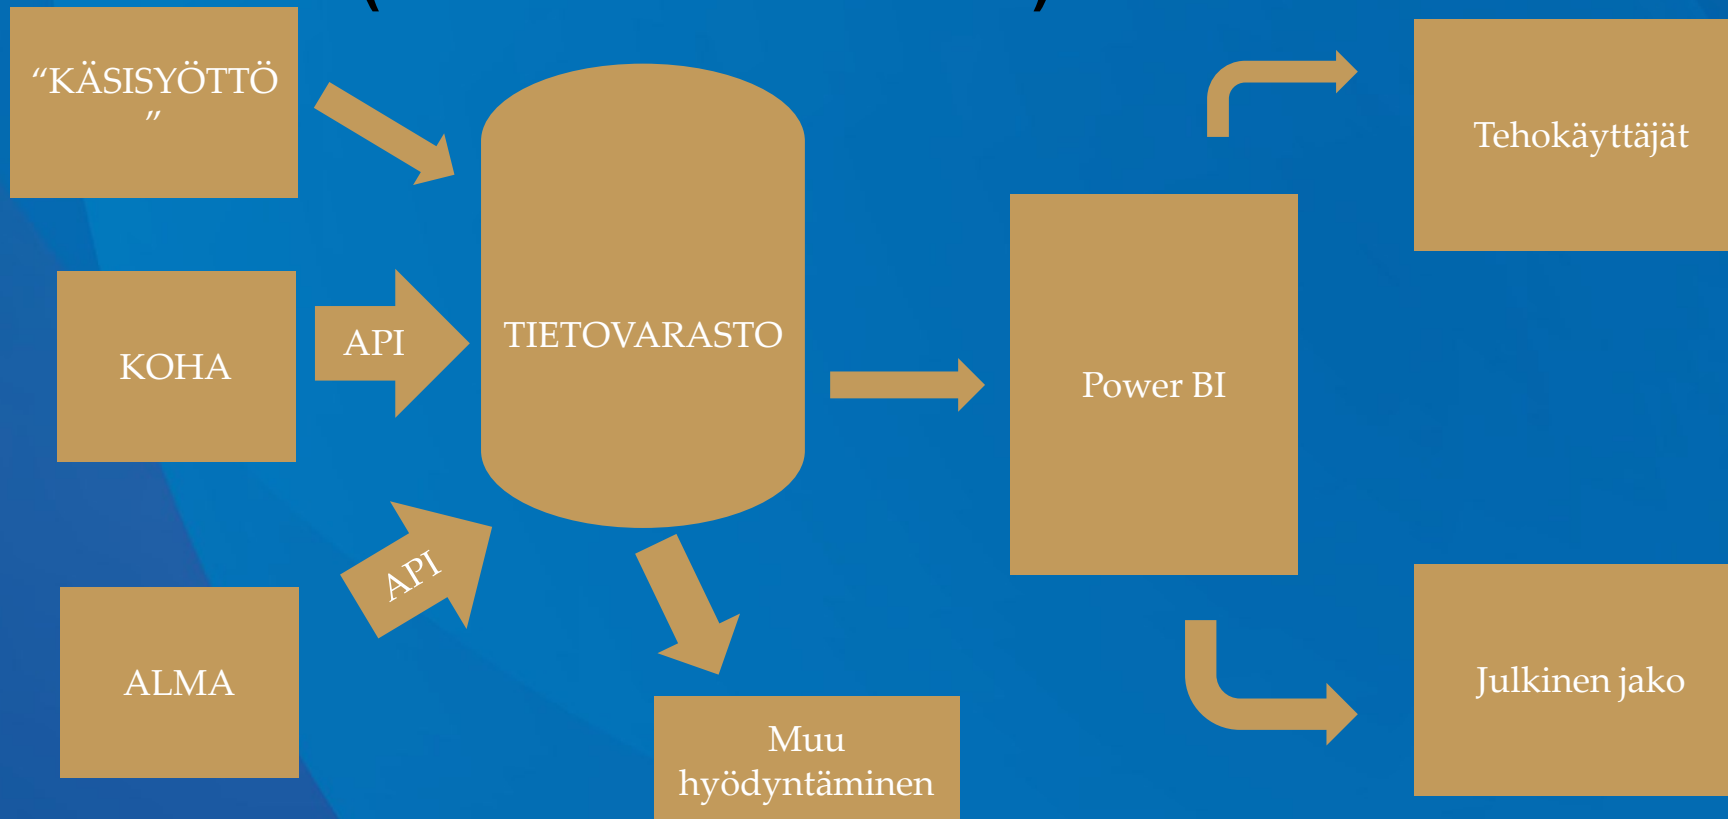 “KÄSISYÖTTÖ
”
KOHA
API
TIETOVARASTO
API
ALMA
Muu
hyödyntäminen
Power BI
Tehokäyttäjät
Julkinen jako